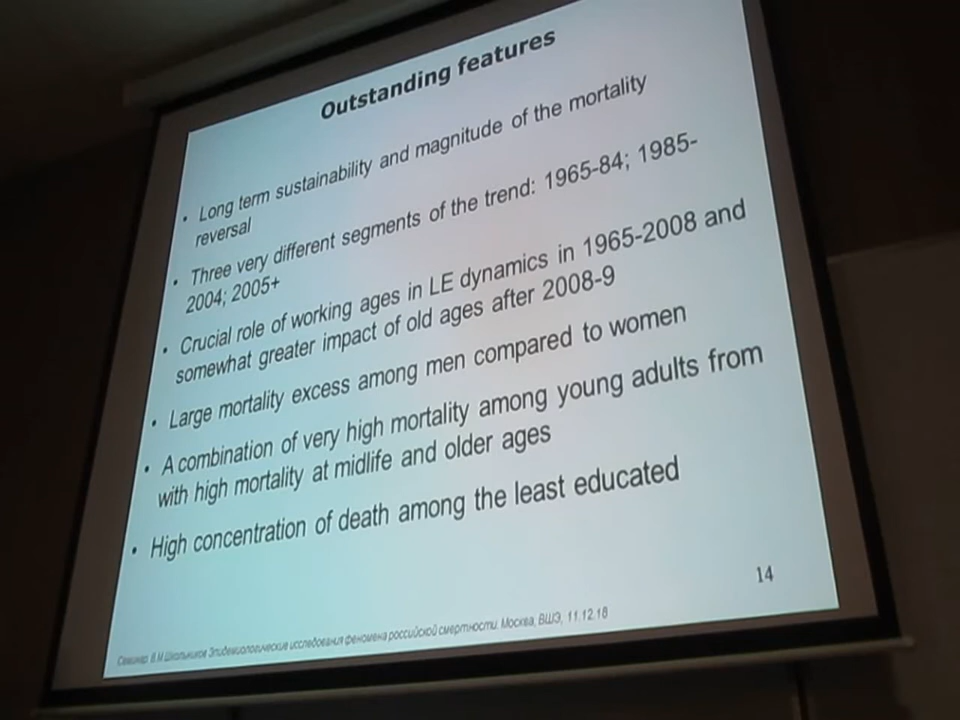 Outstanding features
• Long term sustainability and magnitude of the mortality
reversal
• Three very different segments of the trend: 1965-84; 1985-
2004; 2005+
• Crucial role of working ages in LE dynamics in 1965-2008 and
somewhat greater impact of old ages after 2008-9
• Large mortality excess among men compared to women
• A combination of very high mortality among young adults from
with high mortality at midlife and older ages
• High concentration of death among the least educated
14
Семинар В.М.Школьников Эпидемиологические исследования феномена российской смертности. Москва, ВШЭ, 11.12.18